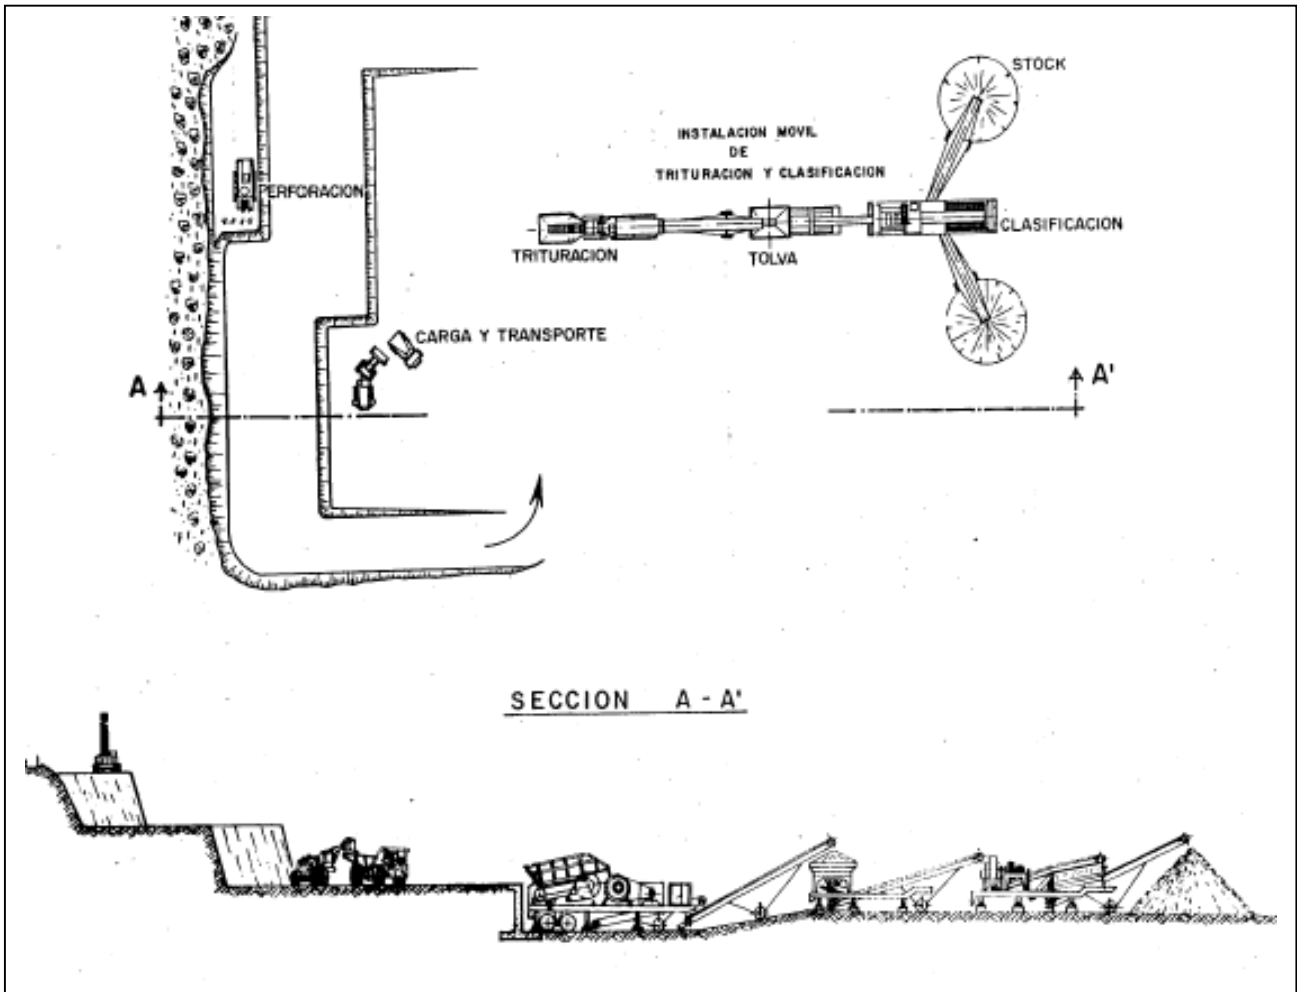 STOCK
INSTALACION MOVIL
DE
TRITURACION Y CLASIFICACION
PERFORACION
CLASIFICACION
TRITURACION
TOLVA
CARGA Y TRANSPORTE
A
A'
SECCION A - A'